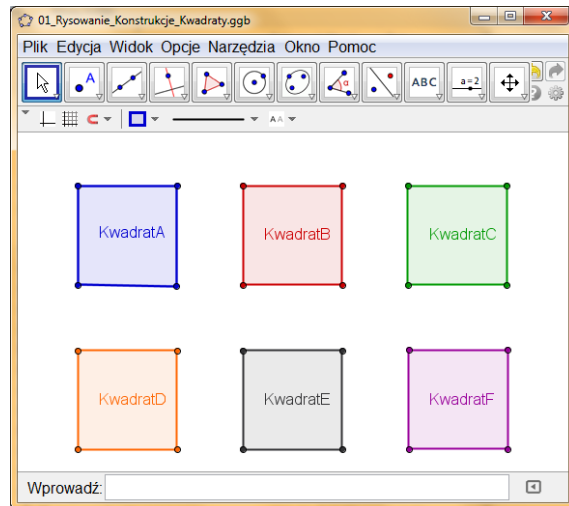 01_Rysowanie_Konstrukcje_Kwadraty.ggb
Plik Edycja Widok Opcje Narzędzia Okno Pomoc
A α ABC a=2
A A
KwadratA KwadratB KwadratC
KwadratD KwadratE KwadratF
Wprowadź: